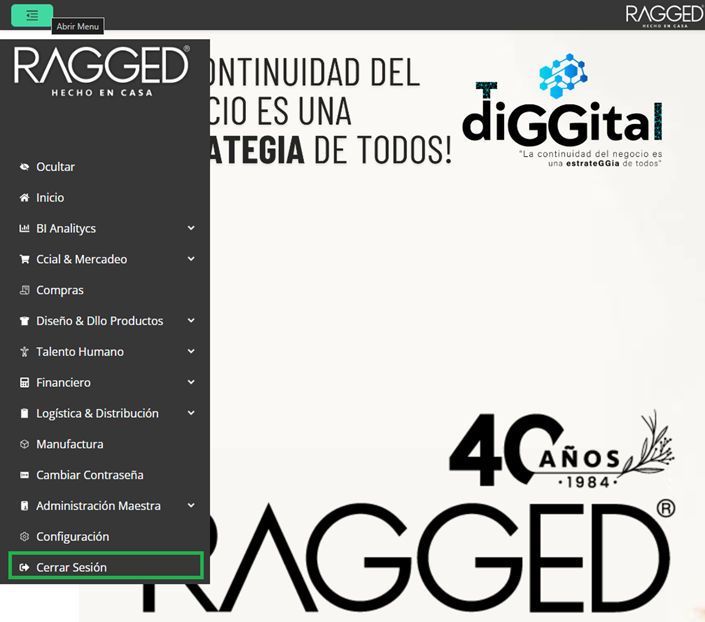 Abrir Menu
RAGGED
HECHO EN CASA
RAGGED®
HECHO EN CASA
ONTINUIDAD DEL
CIO ES UNA
ATEGIA DE TODOS!
T
diGGital
"La continuidad del negocio es
una estrateGGia de todos"
Ocultar
Inicio
BI Analitycs
Ccial & Mercadeo
Compras
Diseño & Dllo Productos
Talento Humano
Financiero
Logística & Distribución
Manufactura
Cambiar Contraseña
Administración Maestra
Configuración
Cerrar Sesión
40 AÑOS
·1984·
RAGGED®